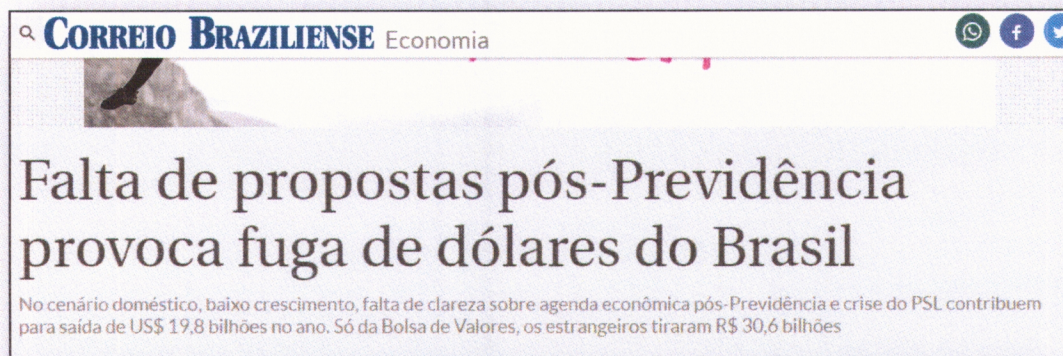 CORREIO BRAZILIENSE Economia
Falta de propostas pós-Previdência
provoca fuga de dólares do Brasil
No cenário doméstico, baixo crescimento, falta de clareza sobre agenda econômica pós-Previdência e crise do PSL contribuem
para saída de US$ 19,8 bilhões no ano. Só da Bolsa de Valores, os estrangeiros tiraram R$ 30,6 bilhões